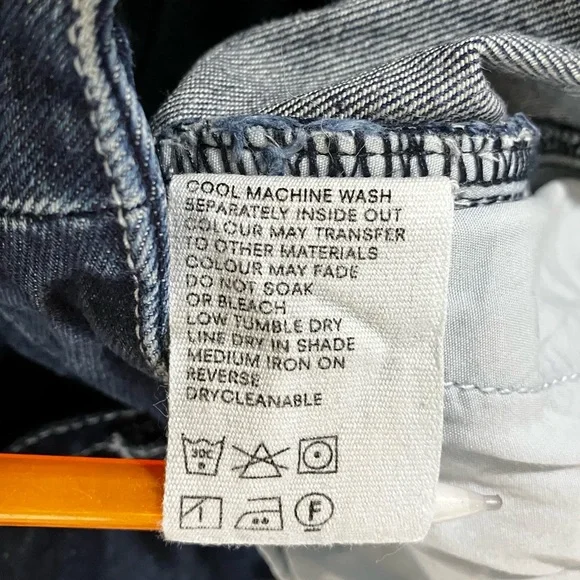 COOL MACHINE WASH
SEPARATELY INSIDE OUT
COLOUR MAY TRANSFER
TO OTHER MATERIALS
COLOUR MAY FADE
DO NOT SOAK
OR BLEACH
LOW TUMBLE DRY
LINE DRY IN SHADE
MEDIUM IRON ON
REVERSE
DRYCLEANABLE
30C
F